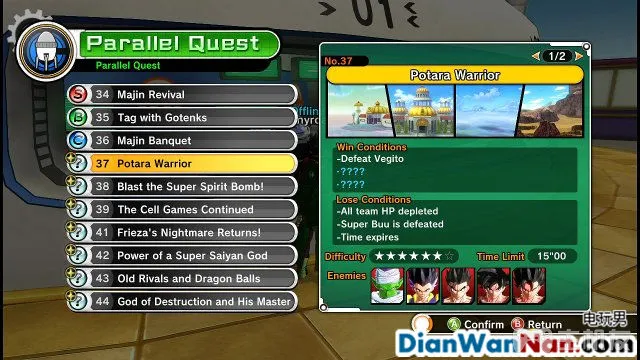 01
Parallel Quest
Parallel Quest
S 34 Majin Revival
B 35 Tag with Gotenks
C 36 Majin Banquet
? 37 Potara Warrior
? 38 Blast the Super Spirit Bomb!
? 39 The Cell Games Continued
? 41 Frieza's Nightmare Returns!
? 42 Power of a Super Saiyan God
? 43 Old Rivals and Dragon Balls
? 44 God of Destruction and His Master
1/2
No.37
Potara Warrior
Win Conditions
-Defeat Vegito
-????
-????
Lose Conditions
-All team HP depleted
-Super Buu is defeated
-Time expires
Difficulty ★★★★★★☆ Time Limit 15"00
Enemies
A Confirm B Return
电玩男
DianWanNan.com